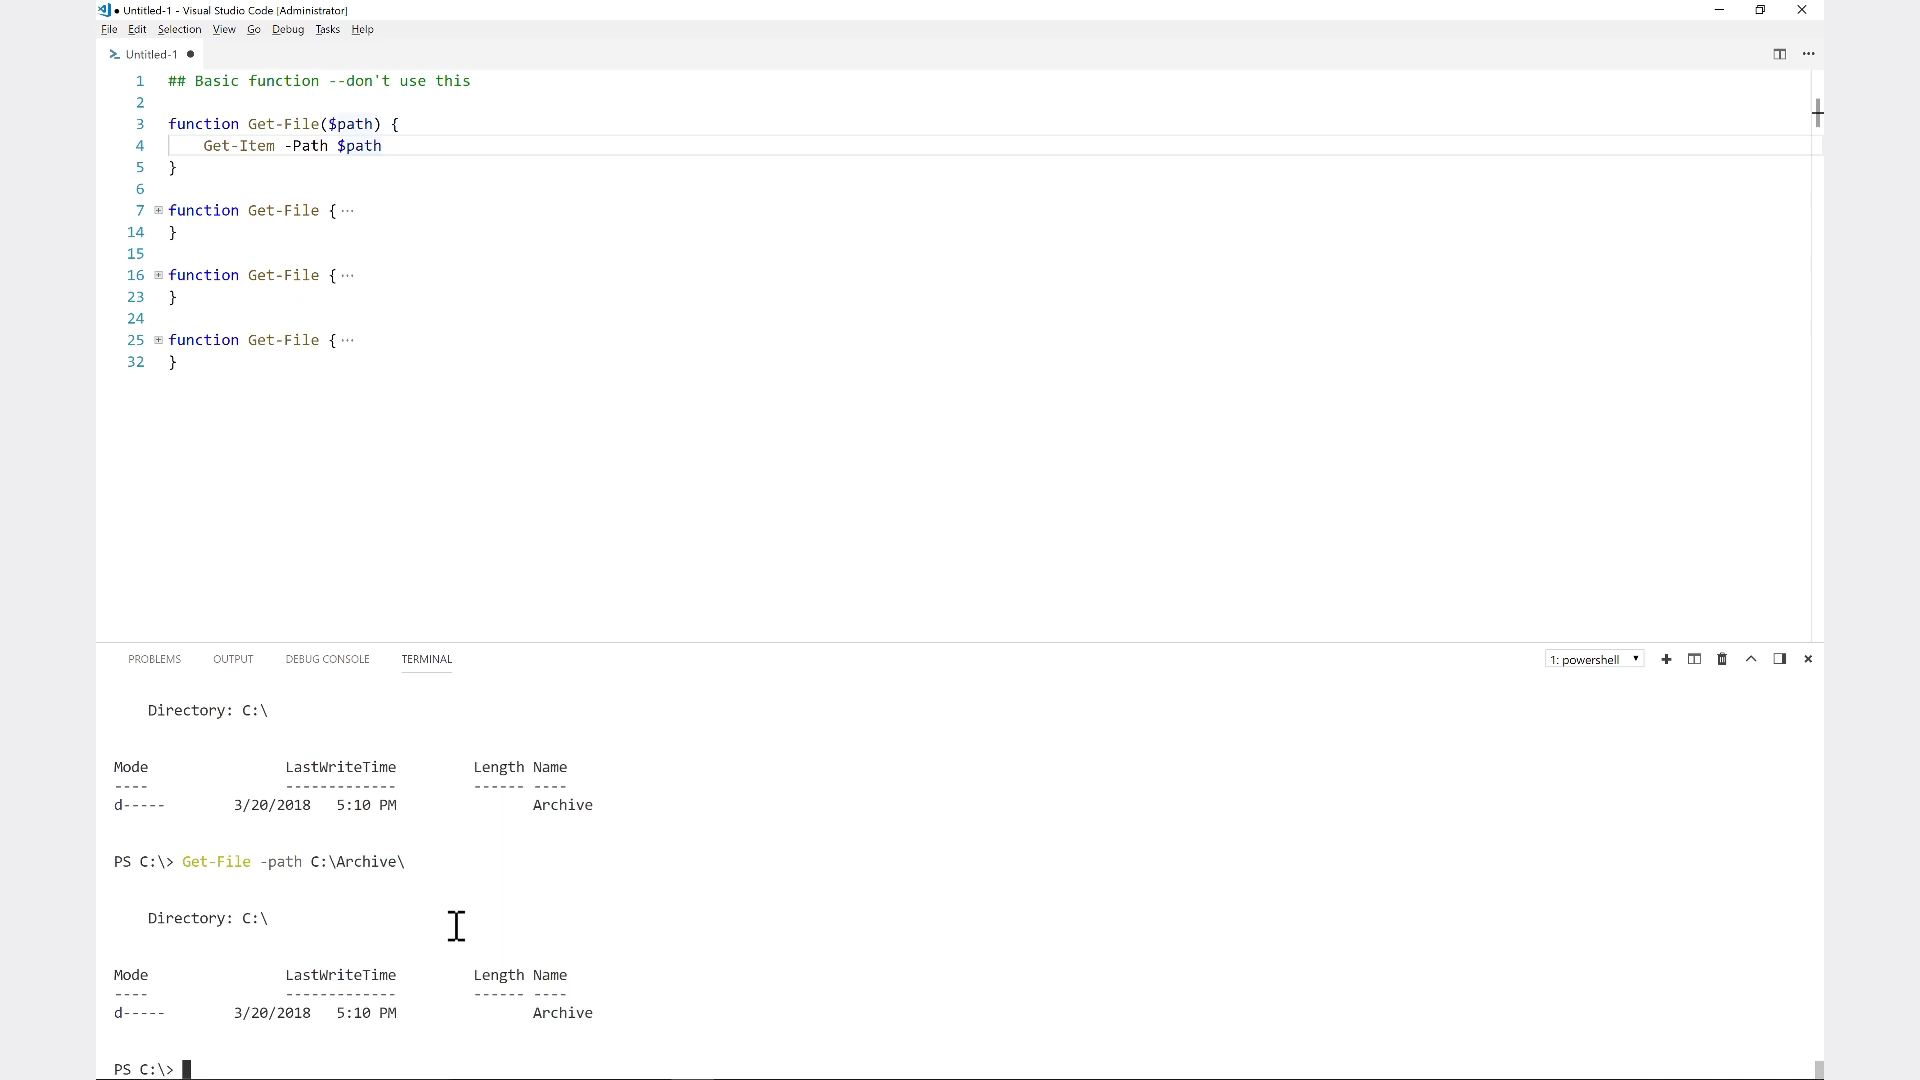 ● Untitled-1 - Visual Studio Code [Administrator]
File Edit Selection View Go Debug Tasks Help
Untitled-1 ●
1 ## Basic function --don't use this
2
3 function Get-File($path) {
4     Get-Item -Path $path
5 }
6
7 function Get-File { ···
14 }
15
16 function Get-File { ···
23 }
24
25 function Get-File { ···
32 }
PROBLEMS OUTPUT DEBUG CONSOLE TERMINAL 1: powershell
    Directory: C:\
Mode                LastWriteTime         Length Name
----                -------------         ------ ----
d-----        3/20/2018   5:10 PM                Archive
PS C:\> Get-File -path C:\Archive\
    Directory: C:\
Mode                LastWriteTime         Length Name
----                -------------         ------ ----
d-----        3/20/2018   5:10 PM                Archive
PS C:\>